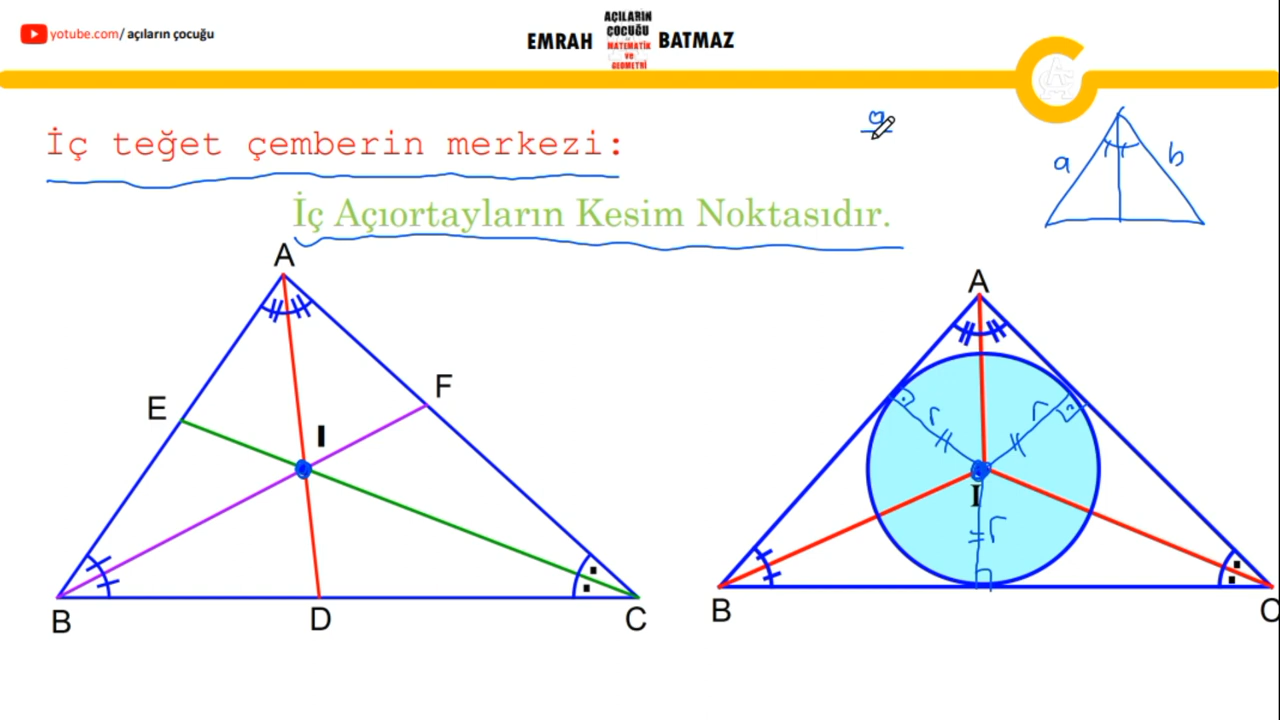 yotube.com/ açıların çocuğu
EMRAH
AÇILARIN
ÇOCUĞU
MATEMATİK
ve
GEOMETRİ
BATMAZ
İç teğet çemberin merkezi:
a
a
b
İç Açıortayların Kesim Noktasıdır.
A
E
F
I
B
D
C
A
r
r
I
r
B
C